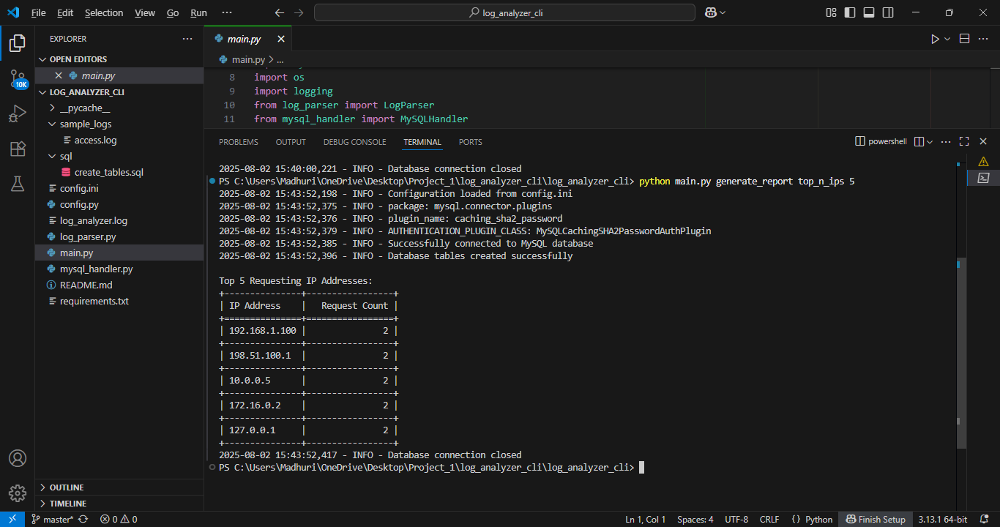 File Edit Selection View Go Run ··· log_analyzer_cli
EXPLORER ···
OPEN EDITORS
main.py
LOG_ANALYZER_CLI
__pycache__
sample_logs
access.log
sql
create_tables.sql
config.ini
config.py
log_analyzer.log
log_parser.py
main.py
mysql_handler.py
README.md
requirements.txt
OUTLINE
TIMELINE
10K
main.py
main.py > ...
8 import os
9 import logging
10 from log_parser import LogParser
11 from mysql_handler import MySQLHandler
PROBLEMS OUTPUT DEBUG CONSOLE TERMINAL PORTS powershell ···
2025-08-02 15:40:00,221 - INFO - Database connection closed
PS C:\Users\Madhuri\OneDrive\Desktop\Project_1\log_analyzer_cli\log_analyzer_cli> python main.py generate_report top_n_ips 5
2025-08-02 15:43:52,198 - INFO - Configuration loaded from config.ini
2025-08-02 15:43:52,375 - INFO - package: mysql.connector.plugins
2025-08-02 15:43:52,376 - INFO - plugin_name: caching_sha2_password
2025-08-02 15:43:52,379 - INFO - AUTHENTICATION_PLUGIN_CLASS: MySQLCachingSHA2PasswordAuthPlugin
2025-08-02 15:43:52,385 - INFO - Successfully connected to MySQL database
2025-08-02 15:43:52,396 - INFO - Database tables created successfully
Top 5 Requesting IP Addresses:
+---------------+-----------------+
| IP Address    |   Request Count |
+===============+=================+
| 192.168.1.100 |               2 |
+---------------+-----------------+
| 198.51.100.1  |               2 |
+---------------+-----------------+
| 10.0.0.5      |               2 |
+---------------+-----------------+
| 172.16.0.2    |               2 |
+---------------+-----------------+
| 127.0.0.1     |               2 |
+---------------+-----------------+
2025-08-02 15:43:52,417 - INFO - Database connection closed
PS C:\Users\Madhuri\OneDrive\Desktop\Project_1\log_analyzer_cli\log_analyzer_cli>
master* 0 0 Ln 1, Col 1 Spaces: 4 UTF-8 CRLF {} Python Finish Setup 3.13.1 64-bit